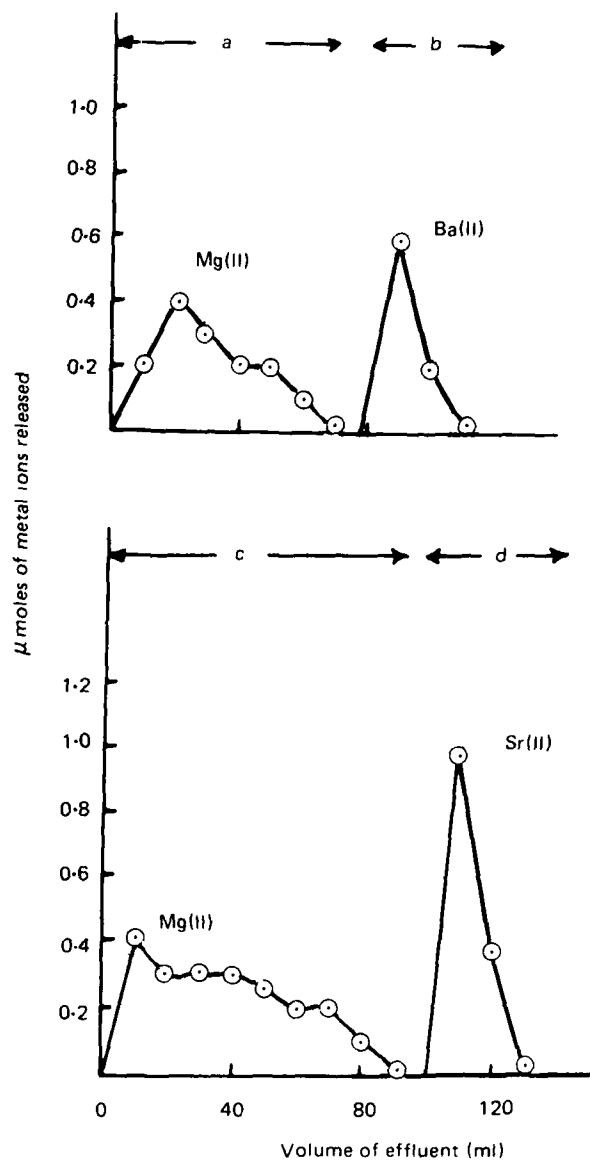 a
b
1·0
0·8
0·6
0·4
0·2
Mg(II)
Ba(II)
μmoles of metal ions released
c
d
1·2
1·0
0·8
0·6
0·4
0·2
Mg(II)
Sr(II)
0
40
80
120
Volume of effluent (ml)